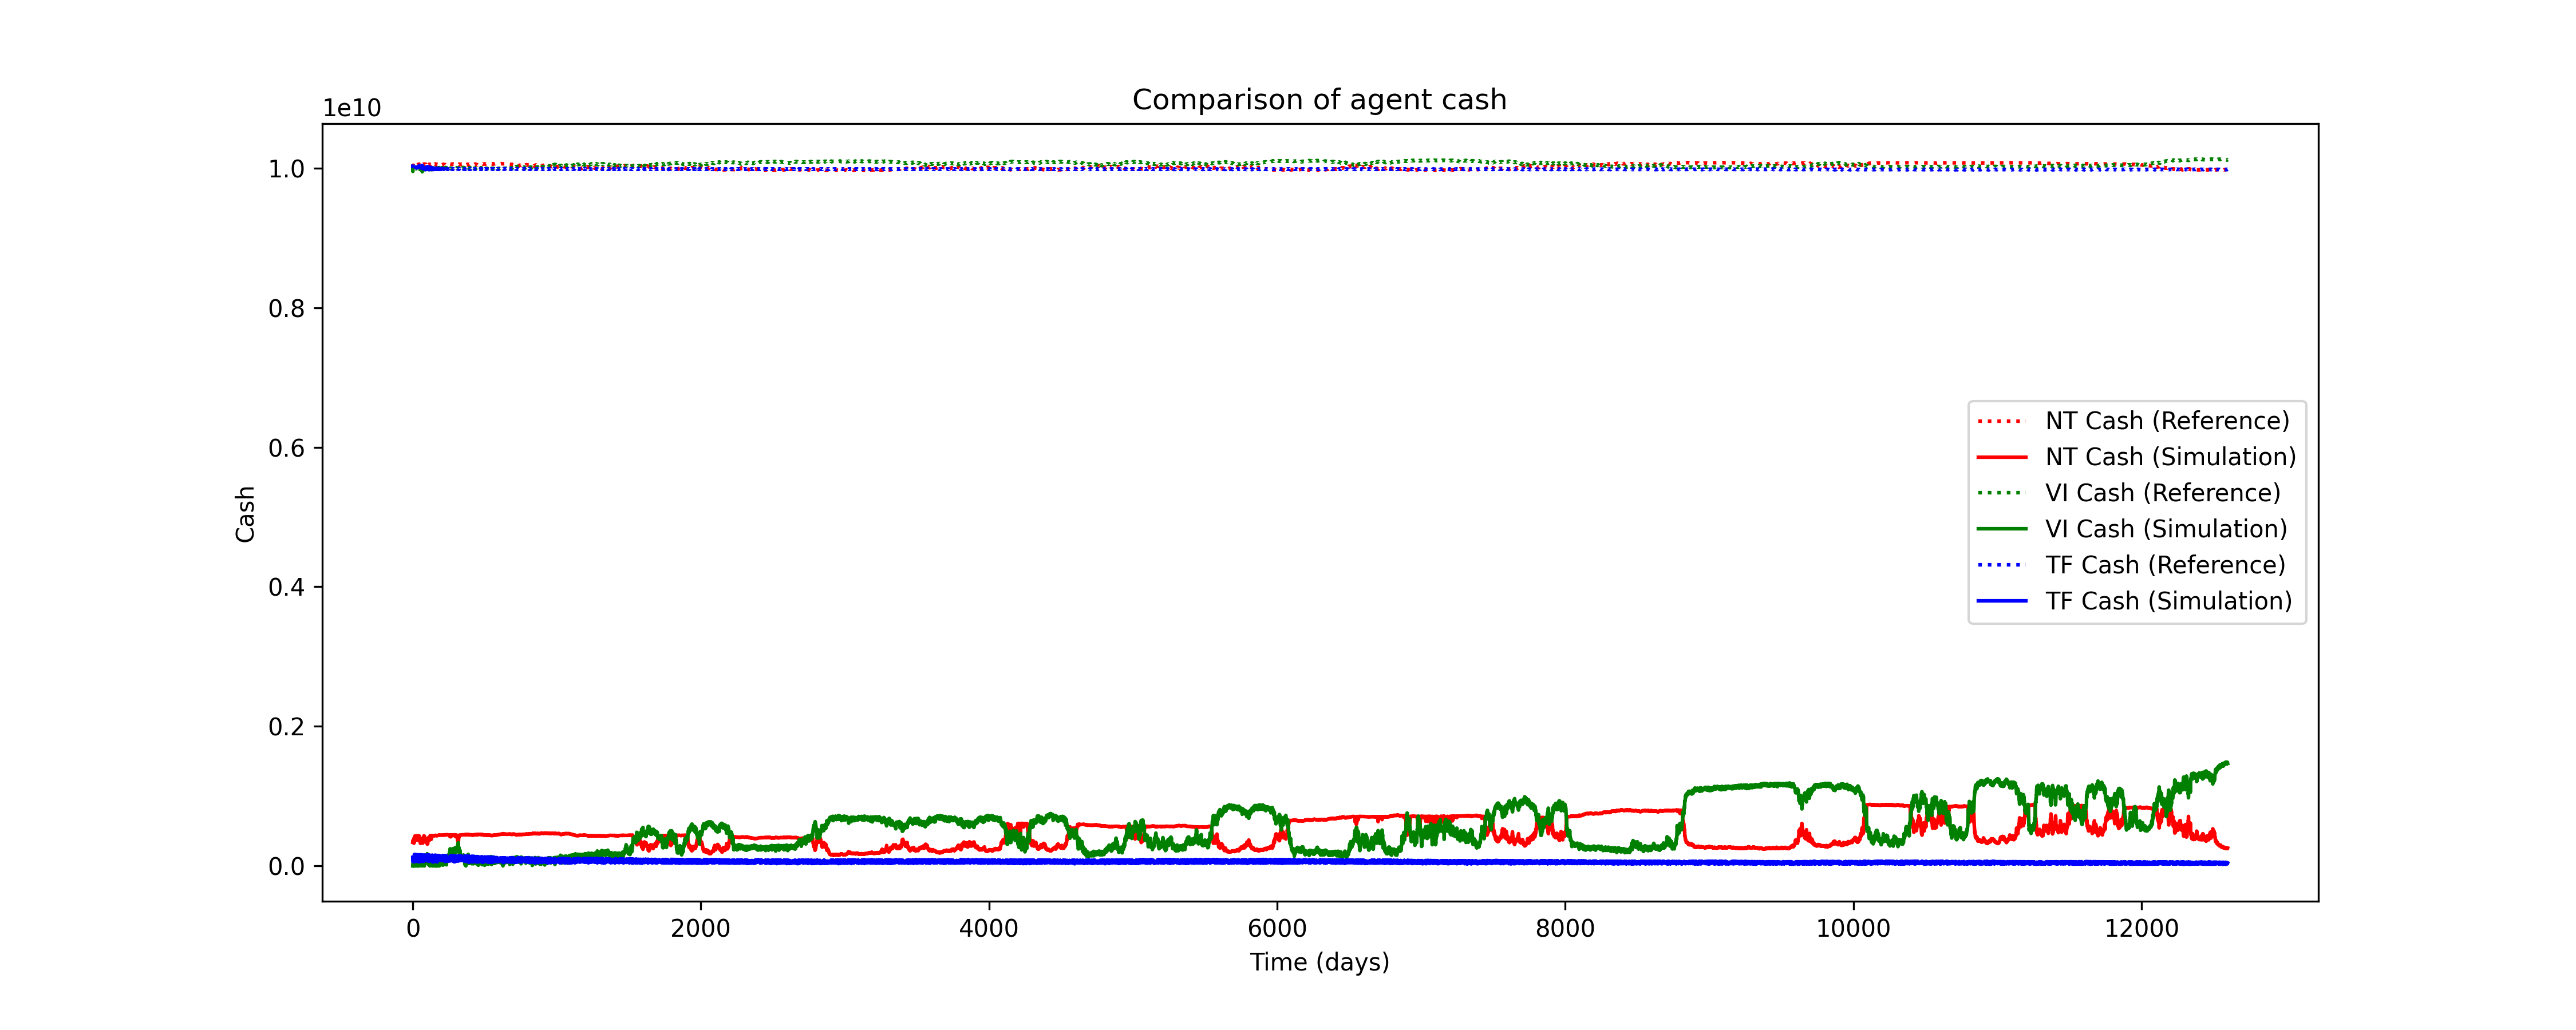 Comparison of agent cash
1e10
1.0
0.8
0.6
0.4
0.2
0.0
Cash
0 2000 4000 6000 8000 10000 12000
Time (days)
NT Cash (Reference)
NT Cash (Simulation)
VI Cash (Reference)
VI Cash (Simulation)
TF Cash (Reference)
TF Cash (Simulation)